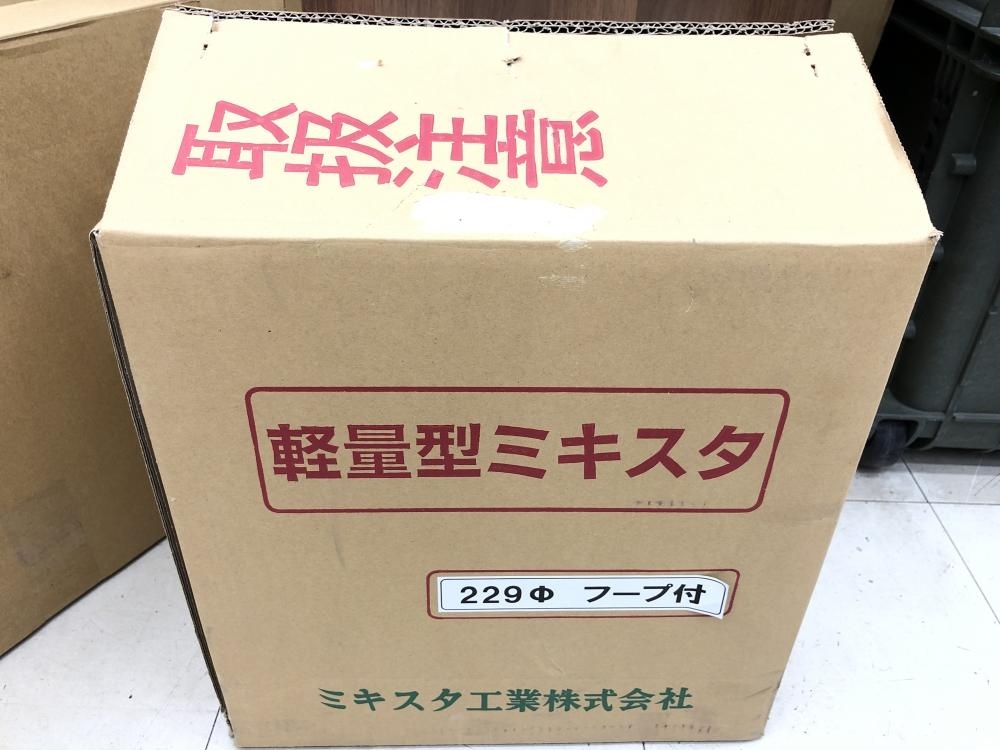 取扱注意
軽量型ミキスタ
229Φ フープ付
ミキスタ工業株式会社